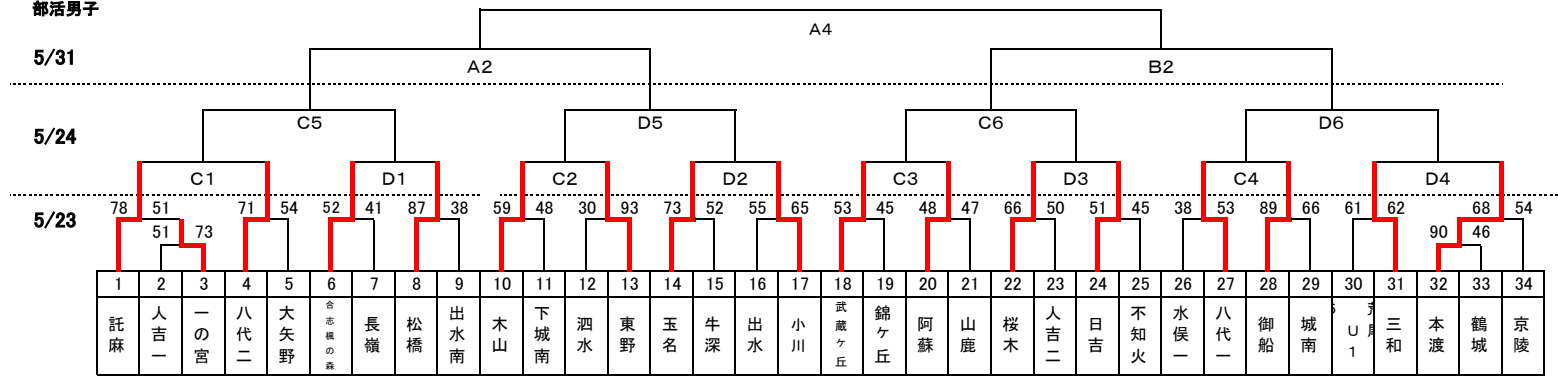 部活男子
A4
5/31
A2 B2
C5 D5 C6 D6
5/24
C1 D1 C2 D2 C3 D3 C4 D4
5/23
78 51 71 54 52 41 87 38 59 48 30 93 73 52 55 65 53 45 48 47 66 50 51 45 38 53 89 66 61 62 68 54
51 73 90 46
1 2 3 4 5 6 7 8 9 10 11 12 13 14 15 16 17 18 19 20 21 22 23 24 25 26 27 28 29 30 31 32 33 34
託麻
人吉一
一の宮
八代二
大矢野
合志楓の森
長嶺
松橋
出水南
木山
下城南
泗水
東野
玉名
牛深
出水
小川
武蔵ヶ丘
錦ケ丘
阿蘇
山鹿
桜木
人吉二
日吉
不知火
水俣一
八代一
御船
城南
U1
三和
本渡
鶴城
京陵